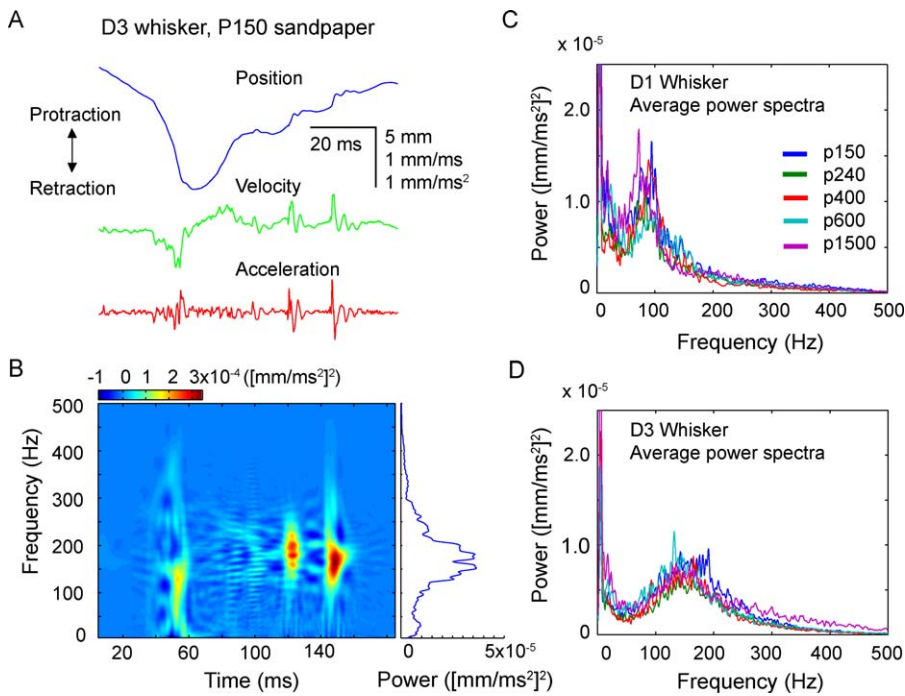 A
D3 whisker, P150 sandpaper
Position
Protraction
Retraction
20 ms
5 mm
1 mm/ms
1 mm/ms²
Velocity
Acceleration
B
-1 0 1 2 3x10⁻⁴ ([mm/ms²]²)
500
400
300
200
100
0
Frequency (Hz)
20 60 100 140
Time (ms)
0 5x10⁻⁵
Power ([mm/ms²]²)
C
x 10⁻⁵
D1 Whisker
Average power spectra
2.0
1.0
0
Power ([mm/ms²]²)
p150
p240
p400
p600
p1500
0 100 200 300 400 500
Frequency (Hz)
D
x 10⁻⁵
D3 Whisker
Average power spectra
2.0
1.0
0
Power ([mm/ms²]²)
0 100 200 300 400 500
Frequency (Hz)